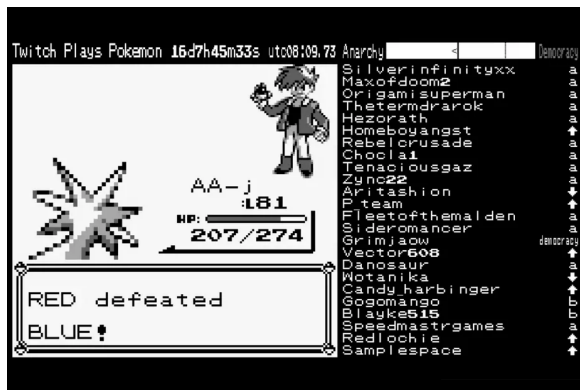 Twitch Plays Pokemon 16d7h45m33s utc08:09.73 Anarchy < Democracy
Silverinfinityxx a
Maxofdoom2 a
Origamisuperman a
Thetermdrarok a
Hezorath a
Homeboyangst ⬆
Rebelcrusade a
Chocla1 a
Tenaciousgaz a
Zync22 a
Aritashion ⬇
P_team ⬆
Fleetofthemalden a
Sideromancer a
Grimjaow democracy
Vector608 ⬆
Danosaur a
Wotanika ⬇
Candy_harbinger ⬆
Gogomango b
Blayke515 b
Speedmastrgames a
Redlochie ⬆
Samplespace ⬆
AA-j
:L81
HP:
207/274
RED defeated
BLUE!